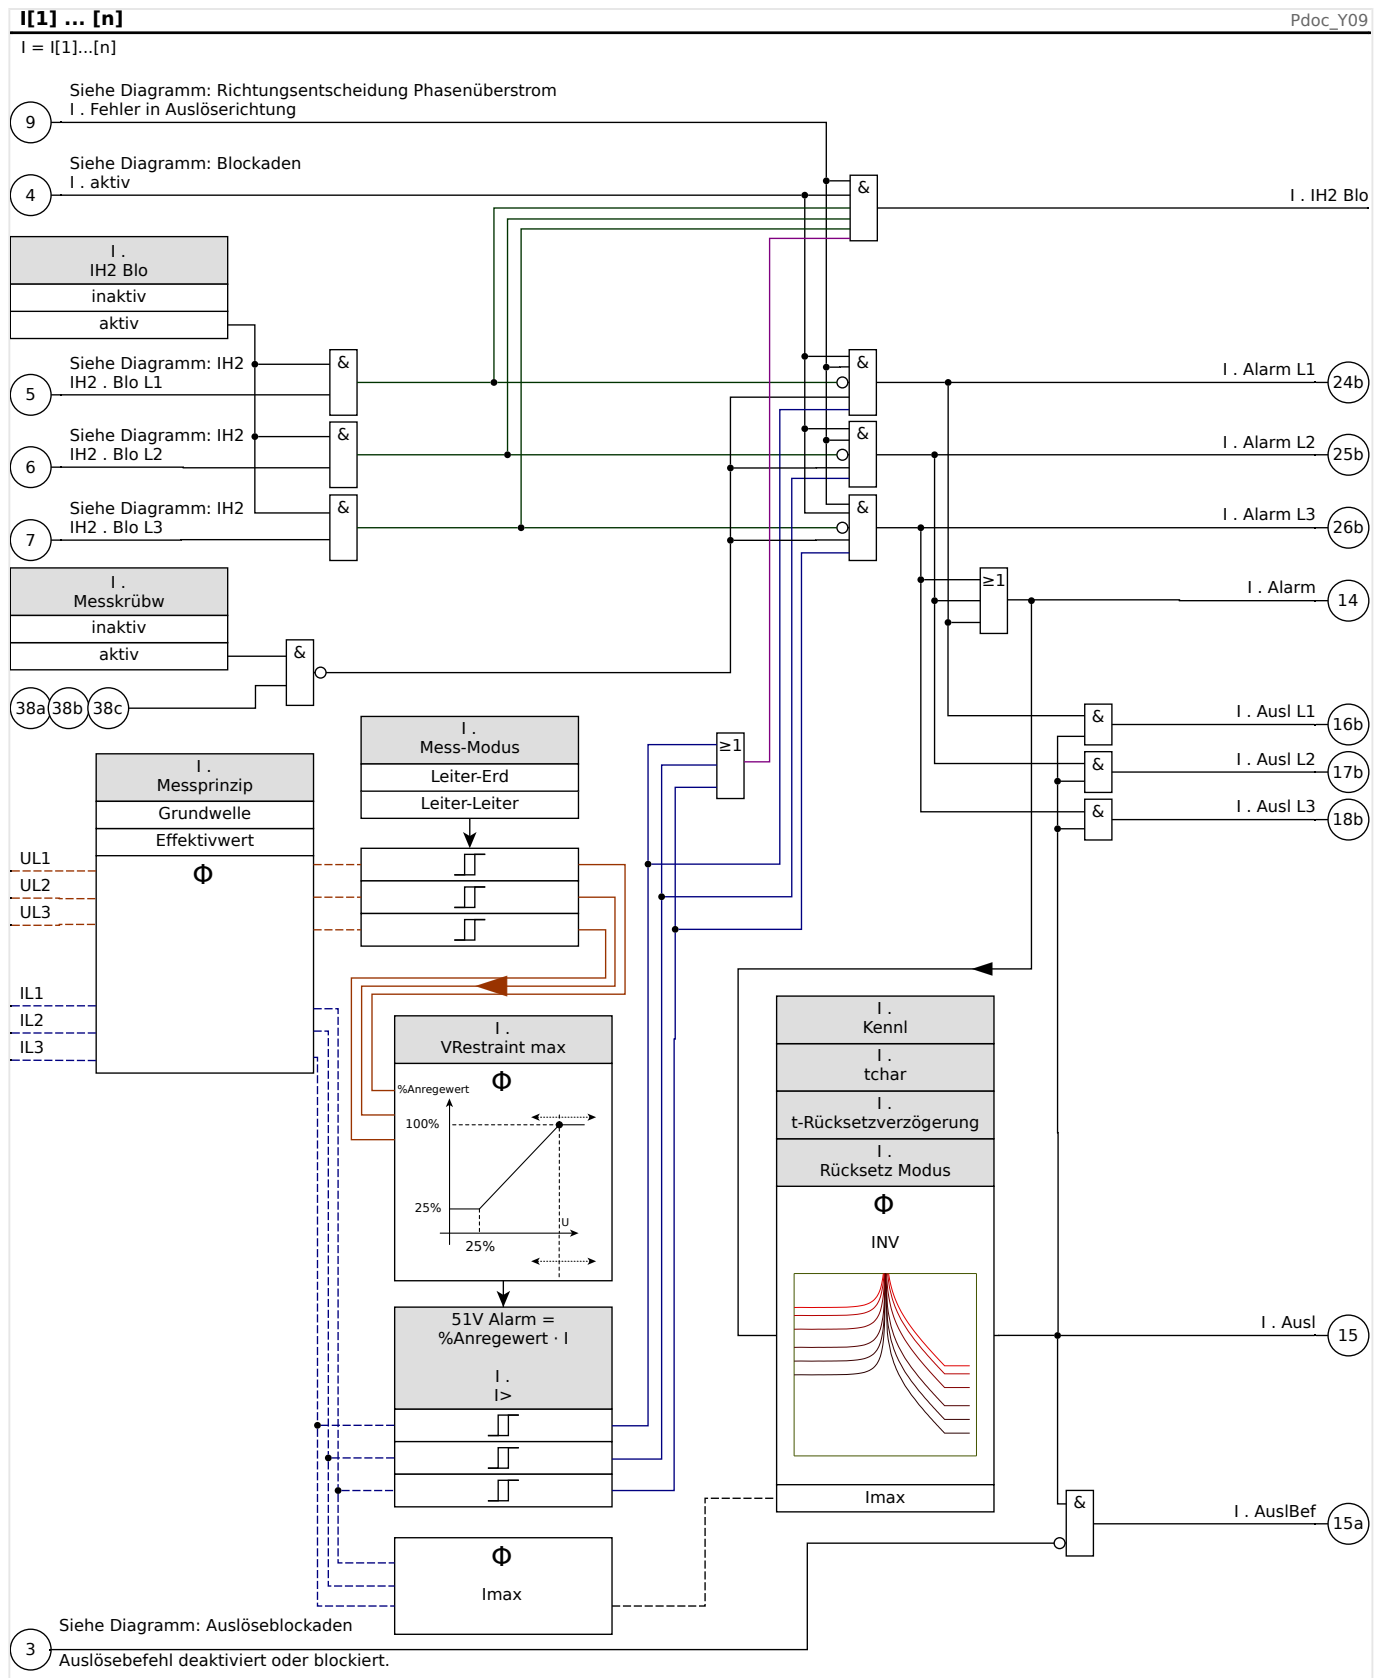 I[1] ... [n]
Pdoc_Y09
I = I[1]...[n]
Siehe Diagramm: Richtungsentscheidung Phasenüberstrom
9
I . Fehler in Auslöserichtung
Siehe Diagramm: Blockaden
4
I . aktiv
&
I . IH2 Blo
I .
IH2 Blo
inaktiv
aktiv
Siehe Diagramm: IH2
5
IH2 . Blo L1
&
&
I . Alarm L1
24b
Siehe Diagramm: IH2
6
IH2 . Blo L2
&
&
I . Alarm L2
25b
Siehe Diagramm: IH2
7
IH2 . Blo L3
&
&
I . Alarm L3
26b
I .
Messkrübw
inaktiv
aktiv
&
38a
38b
38c
≥1
I . Alarm
14
&
I . Ausl L1
16b
&
I . Ausl L2
17b
&
I . Ausl L3
18b
I .
Mess-Modus
Leiter-Erd
Leiter-Leiter
≥1
I .
Messprinzip
Grundwelle
Effektivwert
Φ
UL1
UL2
UL3
IL1
IL2
IL3
I .
VRestraint max
Φ
%Anregewert
100%
25%
U
25%
51V Alarm =
%Anregewert · I
I .
I>
Φ
Imax
I .
Kennl
I .
tchar
I .
t-Rücksetzverzögerung
I .
Rücksetz Modus
Φ
INV
Imax
I . Ausl
15
&
I . AuslBef
15a
Siehe Diagramm: Auslöseblockaden
3
Auslösebefehl deaktiviert oder blockiert.